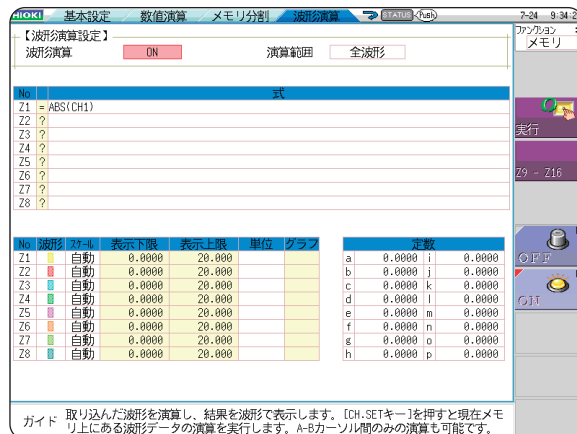 HIOKI 基本設定 数値演算 メモリ分割 波形演算 STATUS Push 7-24 9:34:2
ファンクション :
メモリ
【波形演算設定】
波形演算 ON 演算範囲 全波形
No 式
Z1 = ABS(CH1)
Z2 ?
Z3 ?
Z4 ?
Z5 ?
Z6 ?
Z7 ?
Z8 ?
実行
Z9 - Z16
OFF
ON
No 波形 スケール 表示下限 表示上限 単位 グラフ
Z1 自動 0.0000 20.000
Z2 自動 0.0000 20.000
Z3 自動 0.0000 20.000
Z4 自動 0.0000 20.000
Z5 自動 0.0000 20.000
Z6 自動 0.0000 20.000
Z7 自動 0.0000 20.000
Z8 自動 0.0000 20.000
定数
a 0.0000 i 0.0000
b 0.0000 j 0.0000
c 0.0000 k 0.0000
d 0.0000 l 0.0000
e 0.0000 m 0.0000
f 0.0000 n 0.0000
g 0.0000 o 0.0000
h 0.0000 p 0.0000
ガイド 取り込んだ波形を演算し、結果を波形で表示します。[CH.SETキー]を押すと現在メモ
リ上にある波形データの演算を実行します。A-Bカーソル間のみの演算も可能です。